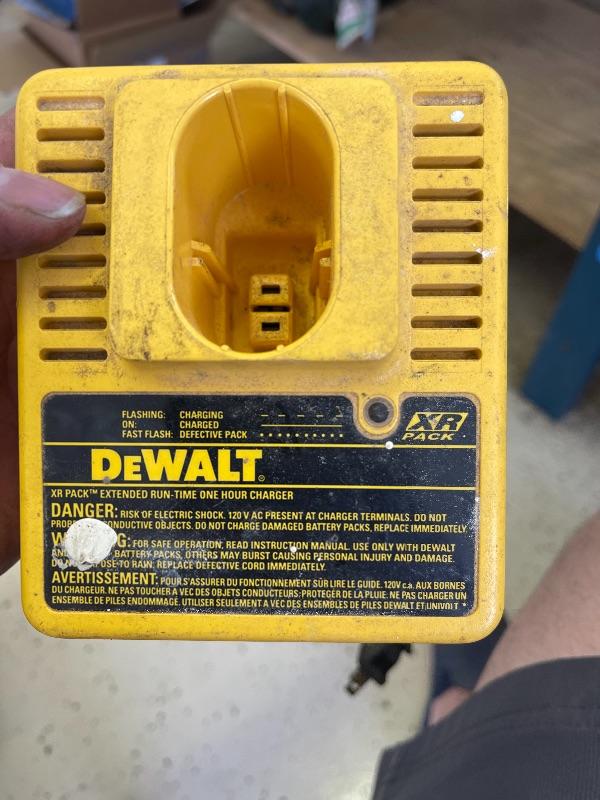 FLASHING: CHARGING
ON: CHARGED
FAST FLASH: DEFECTIVE PACK
XR
PACK
DEWALT®
XR PACK™ EXTENDED RUN-TIME ONE HOUR CHARGER
DANGER: RISK OF ELECTRIC SHOCK. 120 V AC PRESENT AT CHARGER TERMINALS. DO NOT
CONDUCTIVE OBJECTS. DO NOT CHARGE DAMAGED BATTERY PACKS, REPLACE IMMEDIATELY
FOR SAFE OPERATION, READ INSTRUCTION MANUAL. USE ONLY WITH DEWALT
BATTERY PACKS, OTHERS MAY BURST CAUSING PERSONAL INJURY AND DAMAGE.
TO RAIN. REPLACE DEFECTIVE CORD IMMEDIATELY.
AVERTISSEMENT: POUR S'ASSURER DU FONCTIONNEMENT SÛR LIRE LE GUIDE. 120V c.a. AUX BORNES
DU CHARGEUR. NE PAS TOUCHER A VEC DES OBJETS CONDUCTEURS: PROTEGER DE LA PLUIE. NE PAS CHARGER UN
ENSEMBLE DE PILES ENDOMMAGÉ. UTILISER SEULEMENT A VEC DES ENSEMBLES DE PILES DEWALT ET UNIVOLT